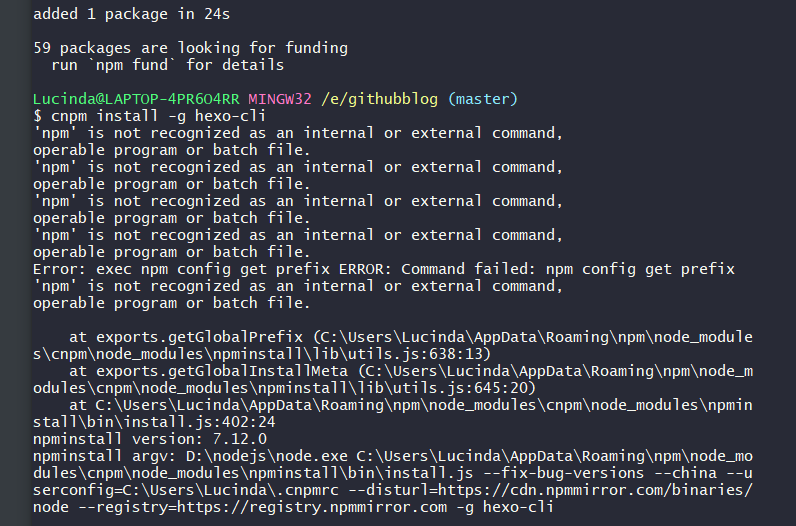 added 1 package in 24s
59 packages are looking for funding
  run `npm fund` for details
Lucinda@LAPTOP-4PR6O4RR MINGW32 /e/githubblog (master)
$ cnpm install -g hexo-cli
'npm' is not recognized as an internal or external command,
operable program or batch file.
'npm' is not recognized as an internal or external command,
operable program or batch file.
'npm' is not recognized as an internal or external command,
operable program or batch file.
'npm' is not recognized as an internal or external command,
operable program or batch file.
Error: exec npm config get prefix ERROR: Command failed: npm config get prefix
'npm' is not recognized as an internal or external command,
operable program or batch file.
    at exports.getGlobalPrefix (C:\Users\Lucinda\AppData\Roaming\npm\node_module
s\cnpm\node_modules\npminstall\lib\utils.js:638:13)
    at exports.getGlobalInstallMeta (C:\Users\Lucinda\AppData\Roaming\npm\node_m
odules\cnpm\node_modules\npminstall\lib\utils.js:645:20)
    at C:\Users\Lucinda\AppData\Roaming\npm\node_modules\cnpm\node_modules\npmin
stall\bin\install.js:402:24
npminstall version: 7.12.0
npminstall argv: D:\nodejs\node.exe C:\Users\Lucinda\AppData\Roaming\npm\node_mo
dules\cnpm\node_modules\npminstall\bin\install.js --fix-bug-versions --china --u
serconfig=C:\Users\Lucinda\.cnpmrc --disturl=https://cdn.npmmirror.com/binaries/
node --registry=https://registry.npmmirror.com -g hexo-cli